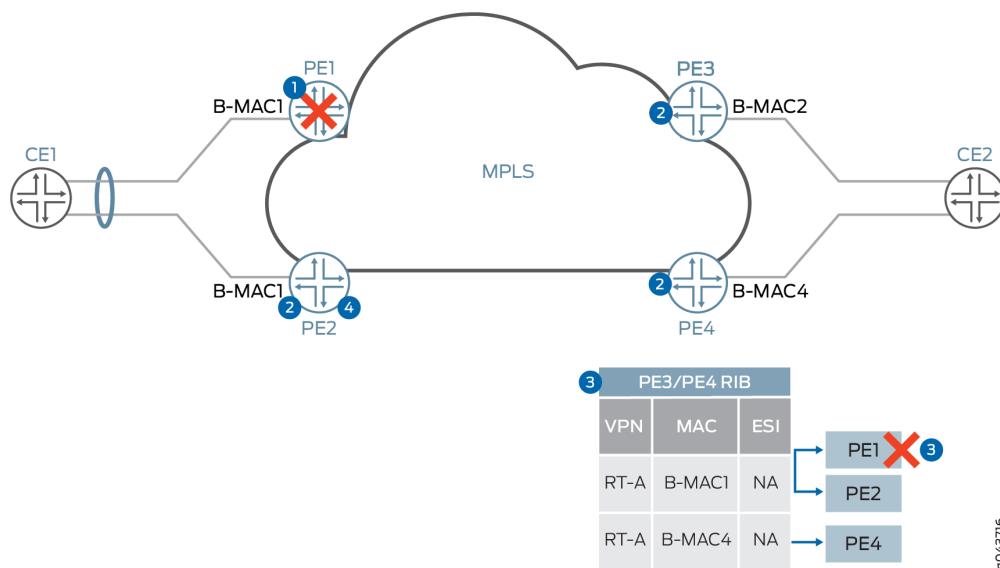 PE1
PE3
1
B-MAC1
2
B-MAC2
CE1
MPLS
CE2
B-MAC1
2
B-MAC4
2
4
PE2
PE4
3
PE3/PE4 RIB
VPN
MAC
ESI
PE1
3
RT-A
B-MAC1
NA
PE2
RT-A
B-MAC4
NA
PE4